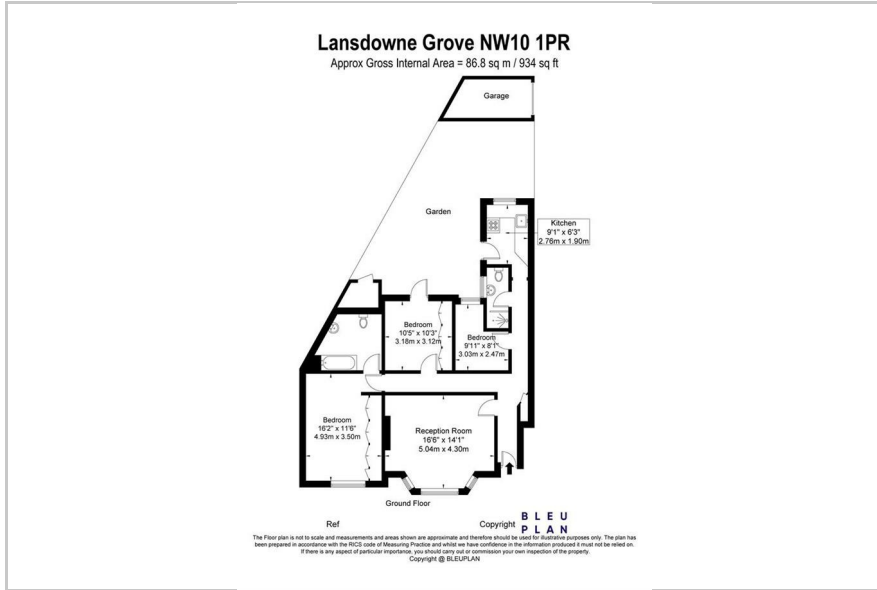 Lansdowne Grove NW10 1PR
Approx Gross Internal Area = 86.8 sq m / 934 sq ft
Garage
Garden
Kitchen
9'1" x 6'3"
2.76m x 1.90m
Bedroom
10'5" x 10'3"
3.18m x 3.12m
Bedroom
9'11" x 8'1"
3.03m x 2.47m
Bedroom
16'2" x 11'6"
4.93m x 3.50m
Reception Room
16'6" x 14'1"
5.04m x 4.30m
Ground Floor
Ref
Copyright
BLEU
PLAN
The Floor plan is not to scale and measurements and areas shown are approximate and therefore should be used for illustrative purposes only. The plan has
been prepared in accordance with the RICS code of Measuring Practice and whilst we have confidence in the information produced it must not be relied on.
If there is any aspect of particular importance, you should carry out or commission your own inspection of the property.
Copyright @ BLEUPLAN